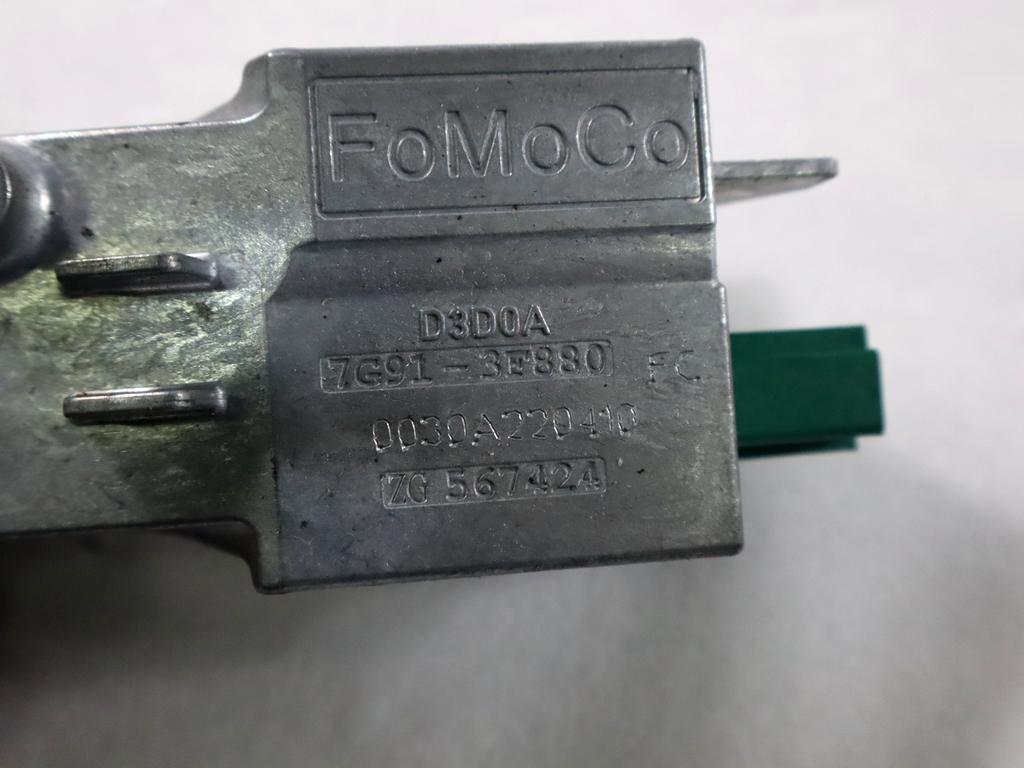 FoMoCo
D3D0A
7G91-3F880 FC
0030A220410
ZG 567424